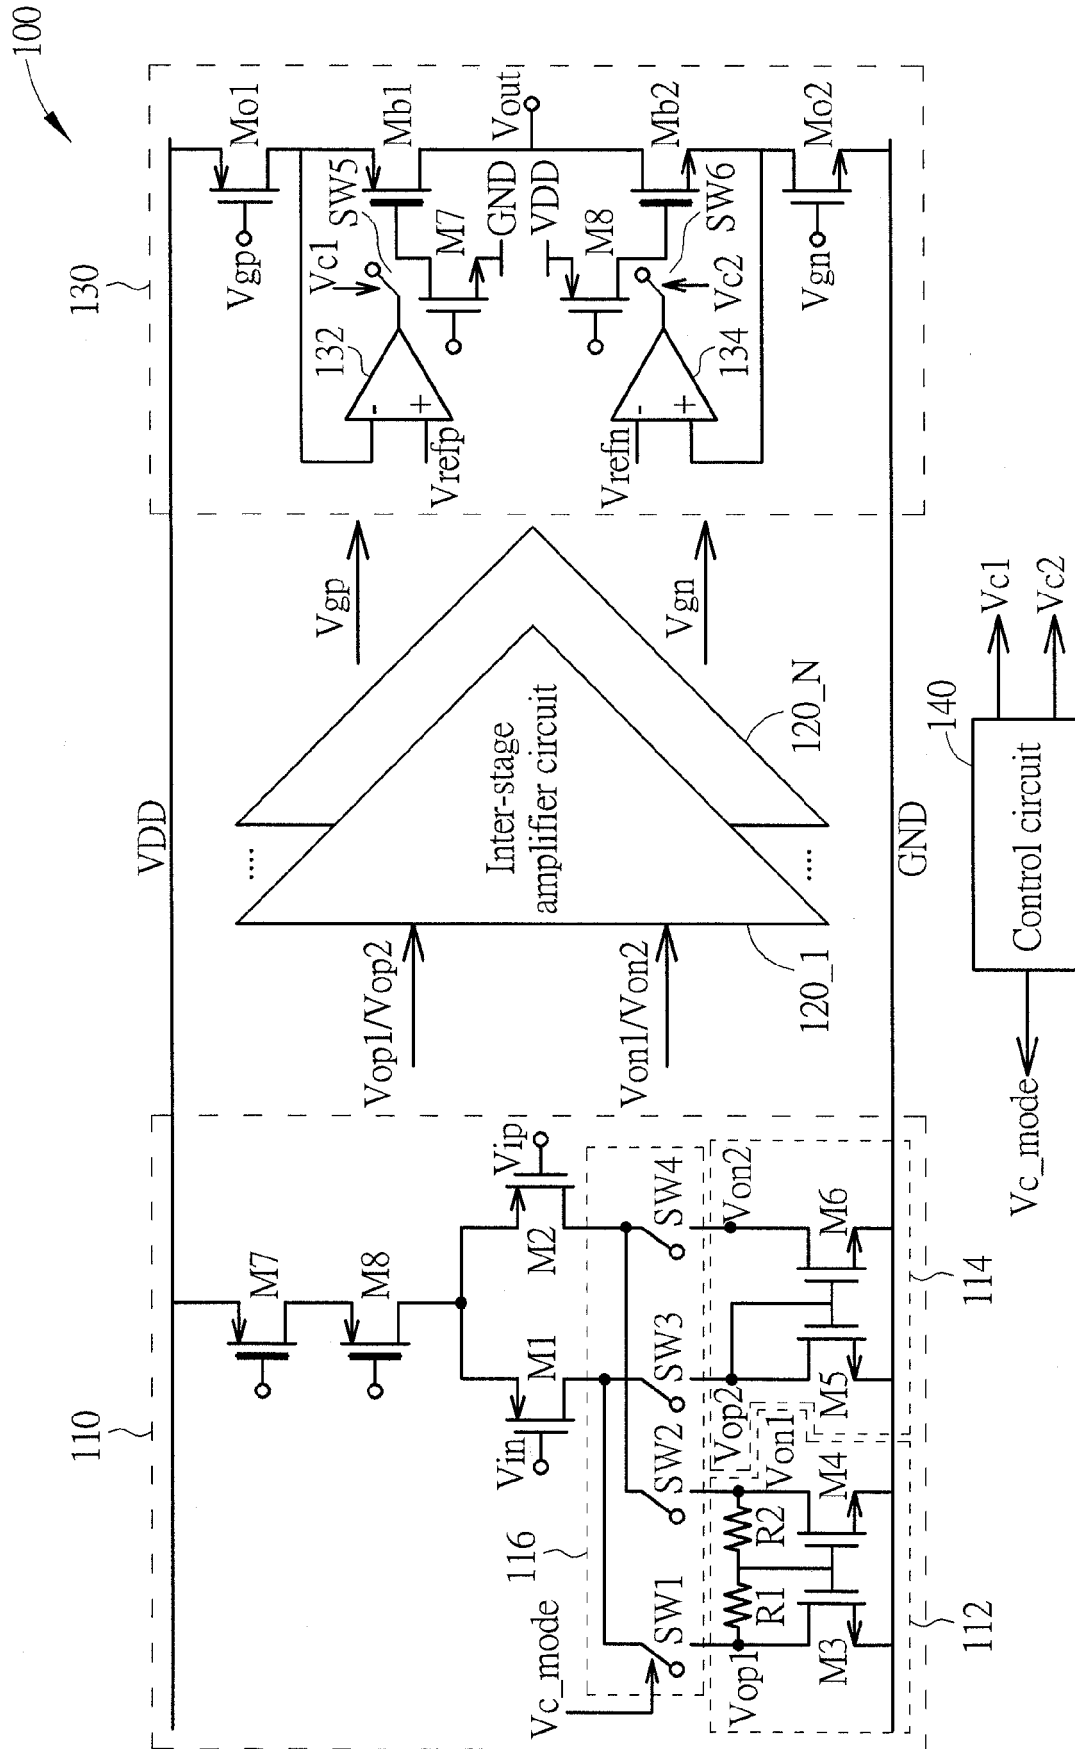 100
110
VDD
130
M7
M8
Vin
M1
M2
Vip
116
Vc_mode
SW1
SW2
SW3
SW4
Vop1
R1
R2
Von1
Vop2
Von2
M3
M4
M5
M6
112
114
Vop1/Vop2
Von1/Von2
Inter-stage
amplifier circuit
....
....
120_1
120_N
Vgp
Vgn
Vgp
Mo1
132
Vc1
SW5
Mb1
-
+
Vrefp
M7
GND
Vout
VDD
M8
Vrefn
-
+
134
Vc2
SW6
Mb2
Vgn
Mo2
GND
140
Control circuit
Vc_mode
Vc1
Vc2